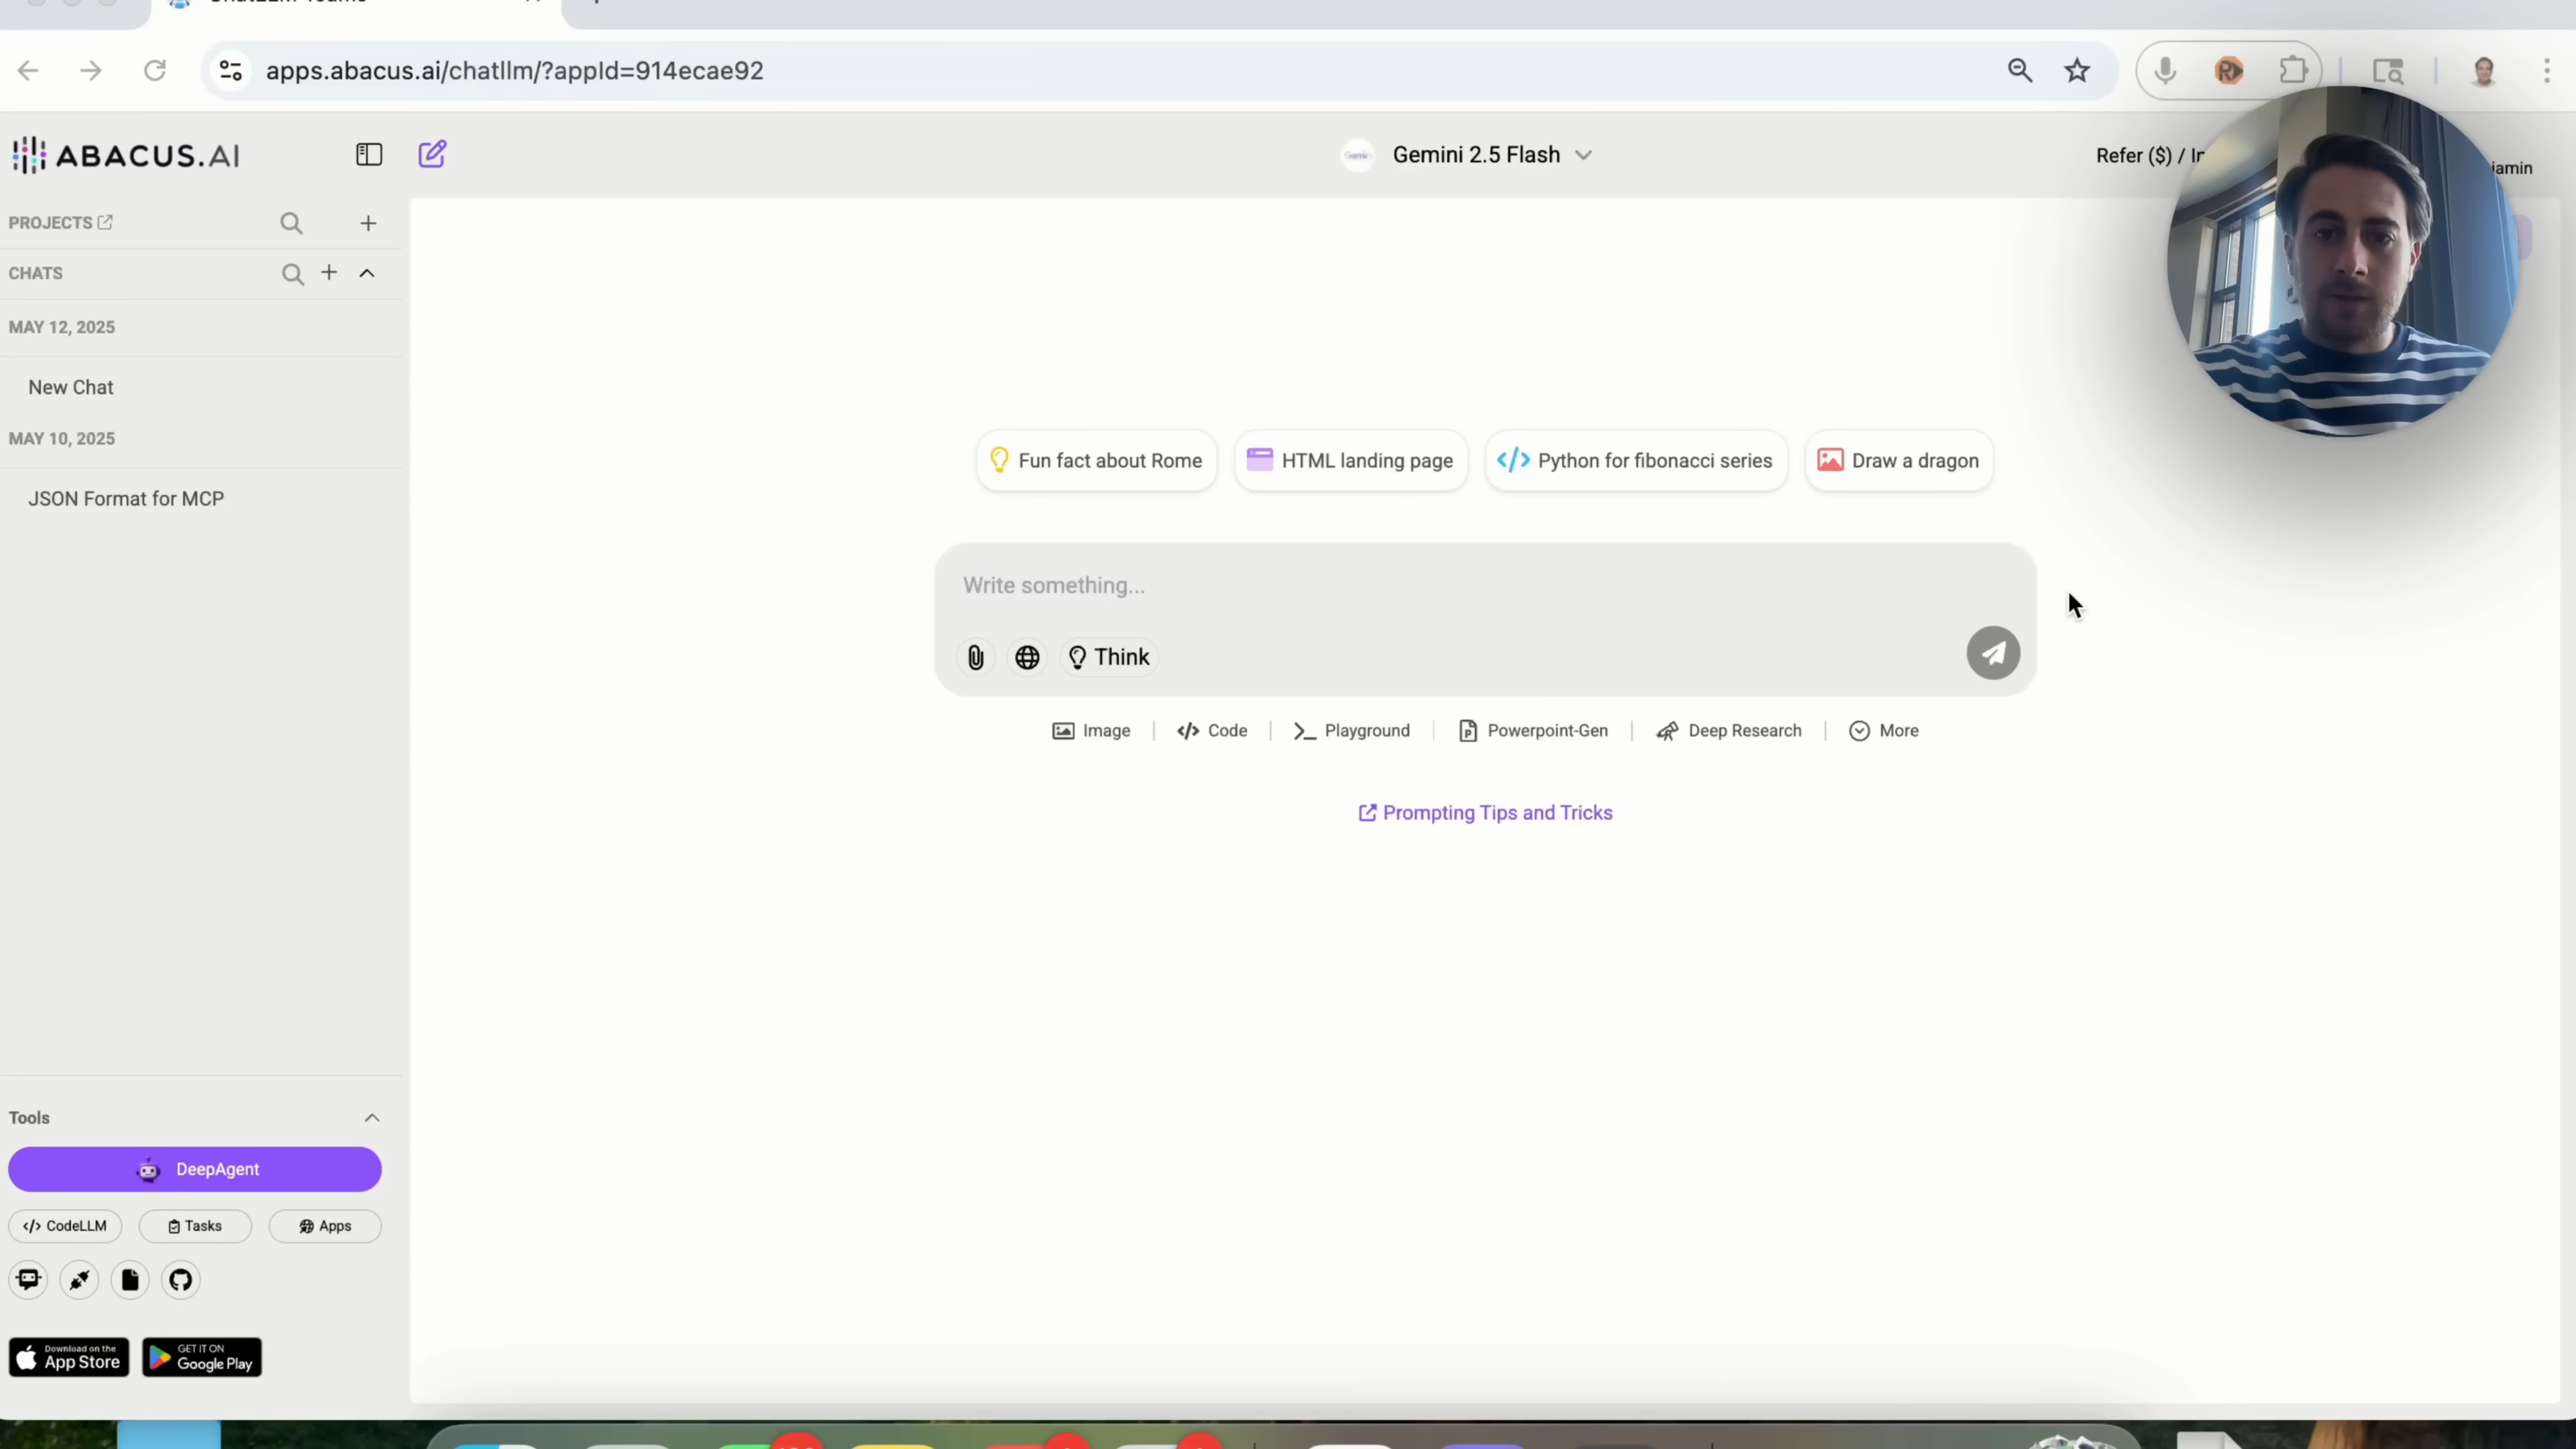 apps.abacus.ai/chatllm/?appId=914ecae92
ABACUS.AI
Gemini 2.5 Flash
Refer ($) /
PROJECTS
CHATS
MAY 12, 2025
New Chat
MAY 10, 2025
JSON Format for MCP
Fun fact about Rome
HTML landing page
Python for fibonacci series
Draw a dragon
Write something...
Think
Image
Code
Playground
Powerpoint-Gen
Deep Research
More
Prompting Tips and Tricks
Tools
DeepAgent
CodeLLM
Tasks
Apps
Download on the
App Store
GET IT ON
Google Play